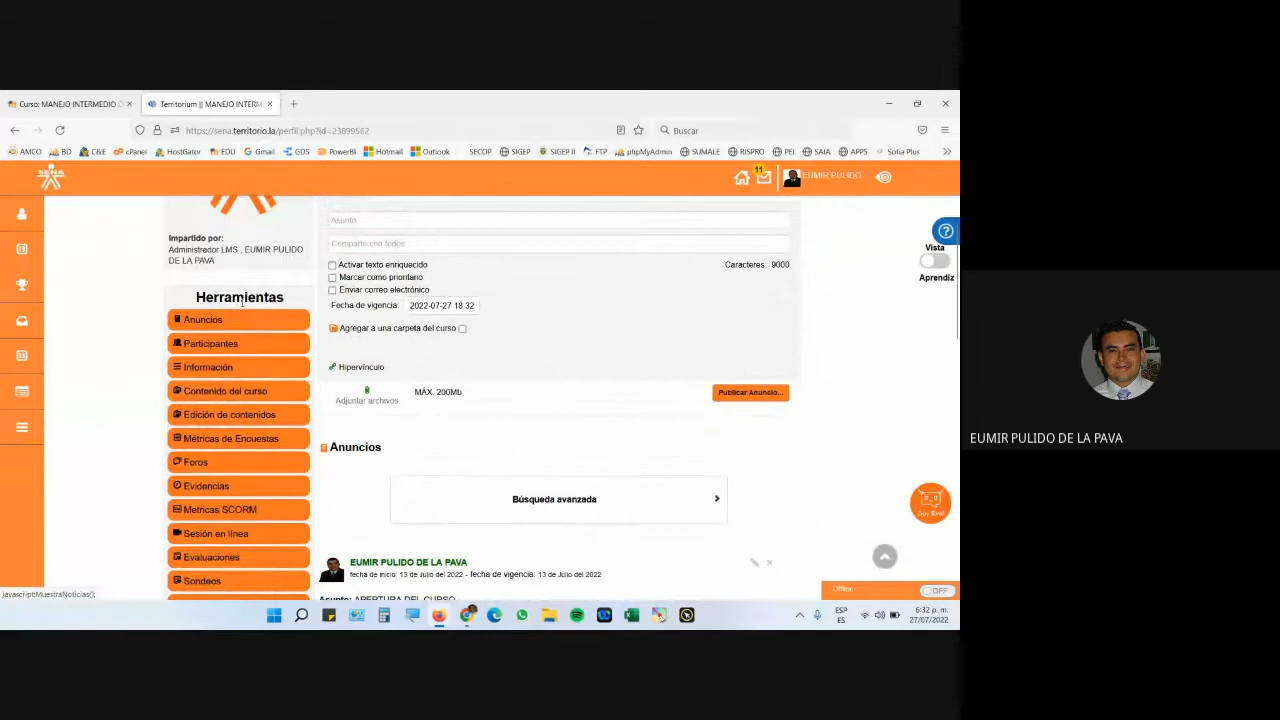 Curso: MANEJO INTERMEDIO D
Territorium || MANEJO INTERM
https://sena.territorio.la/perfil.php?id=23899562
Buscar
AMCO
BD
C&E
cPanel
HostGator
EDU
Gmail
GDS
PowerBI
Hotmail
Outlook
SECOP
SIGEP
SIGEP II
FTP
phpMyAdmin
SUMALE
RISPRO
PEI
SAIA
APPS
Sofia Plus
SENA
11
EUMIR PULIDO
Impartido por:
Administrador LMS , EUMIR PULIDO
DE LA PAVA
Herramientas
Anuncios
Participantes
Información
Contenido del curso
Edición de contenidos
Métricas de Encuestas
Foros
Evidencias
Metricas SCORM
Sesión en línea
Evaluaciones
Sondeos
Asunto
Comparte con todos
Activar texto enriquecido
Caracteres: 9000
Marcar como prioritario
Enviar correo electrónico
Fecha de vigencia: 2022-07-27 18:32
Agregar a una carpeta del curso
Hipervínculo
Adjuntar archivos
MÁX. 200Mb
Publicar Anuncio...
Anuncios
Búsqueda avanzada
EUMIR PULIDO DE LA PAVA
fecha de inicio: 13 de Julio del 2022 - fecha de vigencia: 13 de Julio del 2022
Asunto: APERTURA DEL CURSO
Vista
Aprendiz
Offline
OFF
javascript:MuestraNoticias();
ESP
ES
6:32 p. m.
27/07/2022
EUMIR PULIDO DE LA PAVA